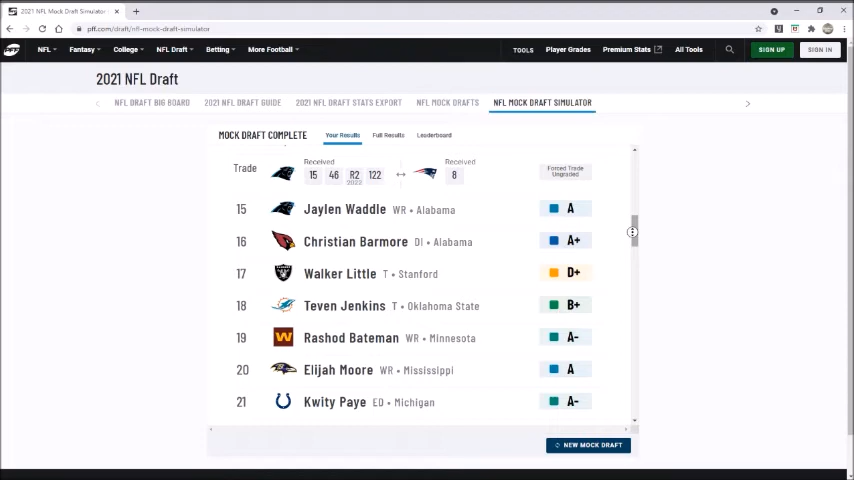 NFL Mock Draft Simulator
pff.com/draft/nfl-mock-draft-simulator
PFF NFL Fantasy College NFL Draft Betting More Football TOOLS Player Grades Premium Stats All Tools SIGN UP SIGN IN
2021 NFL Draft
NFL DRAFT BIG BOARD 2021 NFL DRAFT GUIDE 2021 NFL DRAFT STATS EXPORT NFL MOCK DRAFTS NFL MOCK DRAFT SIMULATOR
MOCK DRAFT COMPLETE Your Results Full Results Leaderboard
Trade Received 15 46 R2 2022 122 Received 8 Forced Trade Ungraded
15 Jaylen Waddle WR • Alabama A
16 Christian Barmore DI • Alabama A+
17 Walker Little T • Stanford D+
18 Teven Jenkins T • Oklahoma State B+
19 W Rashod Bateman WR • Minnesota A-
20 Elijah Moore WR • Mississippi A
21 Kwity Paye ED • Michigan A-
NEW MOCK DRAFT